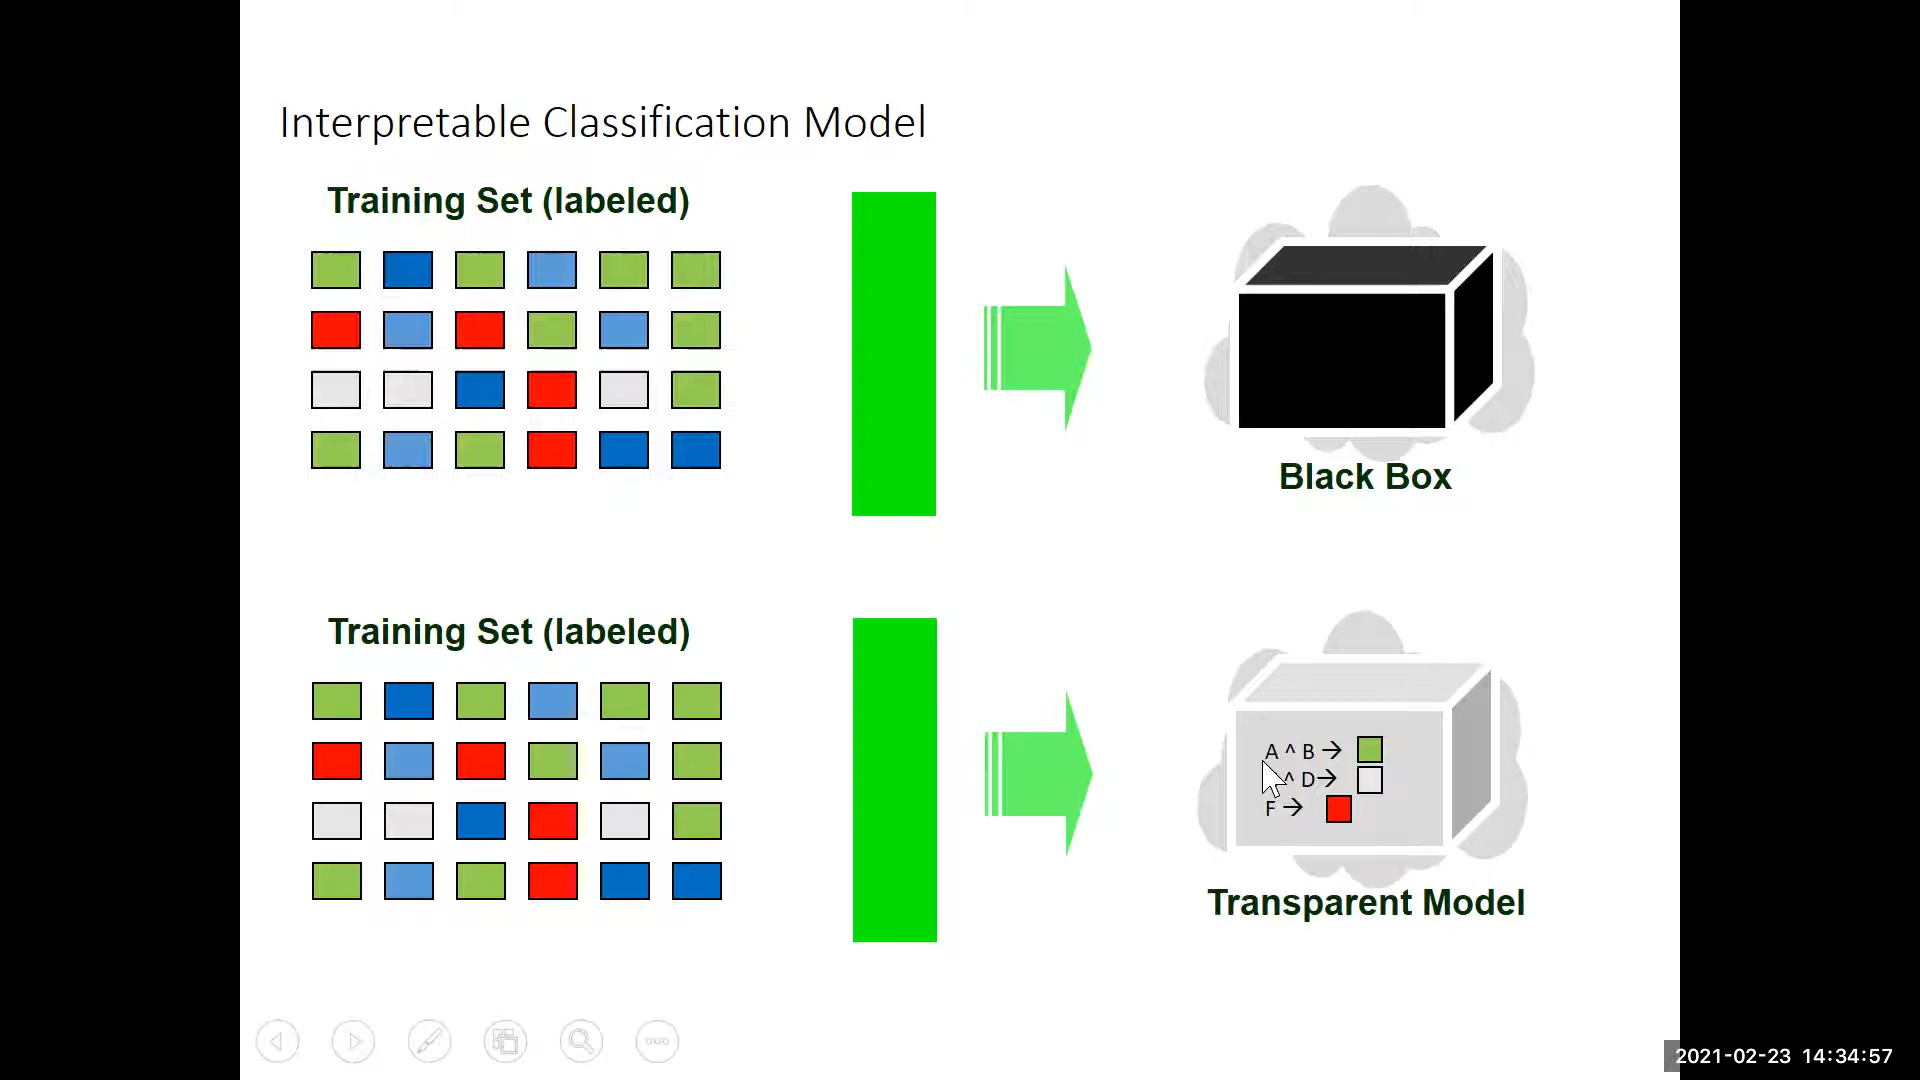 Interpretable Classification Model
Training Set (labeled)
Black Box
Training Set (labeled)
A ^ B →
^ D→
F →
Transparent Model
2021-02-23 14:34:57